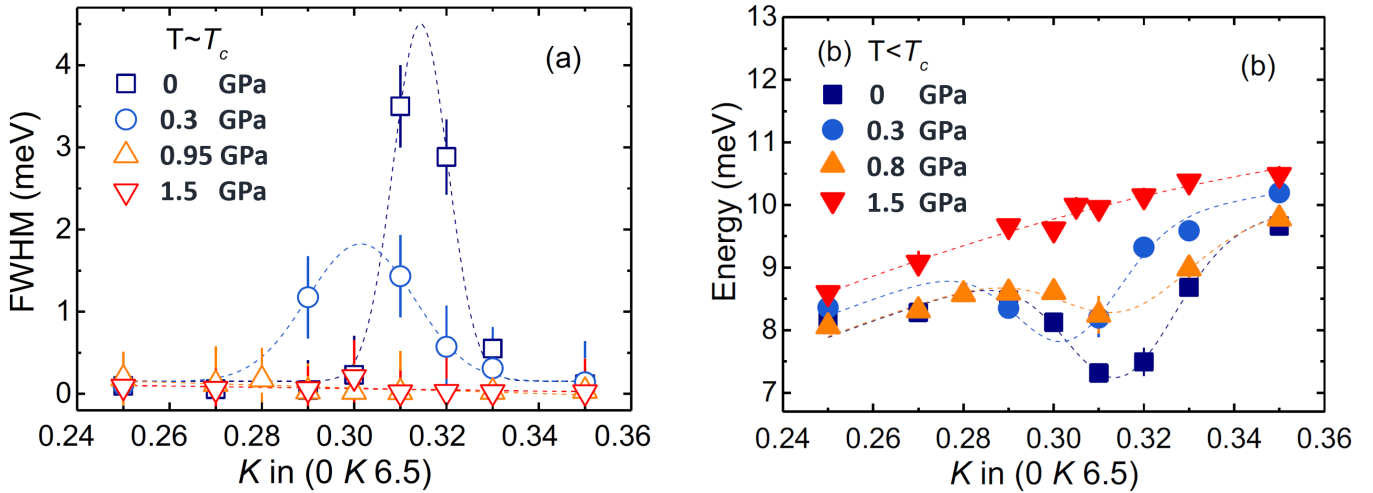 T~Tc
(a)
0 GPa
0.3 GPa
0.95 GPa
1.5 GPa
FWHM (meV)
4
3
2
1
0
0.24 0.26 0.28 0.30 0.32 0.34 0.36
K in (0 K 6.5)
(b) T<Tc
(b)
0 GPa
0.3 GPa
0.8 GPa
1.5 GPa
Energy (meV)
13
12
11
10
9
8
7
0.24 0.26 0.28 0.30 0.32 0.34 0.36
K in (0 K 6.5)